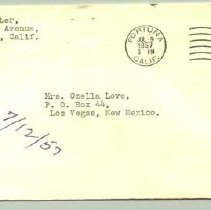 ter,
Avenue,
, Calif.
FORTUNA
JUL 9
3 PM
1957
CALIF.
Mrs. Ozella Love,
P. O. Box 44,
Los Vegas, New Mexico.
7/12/57